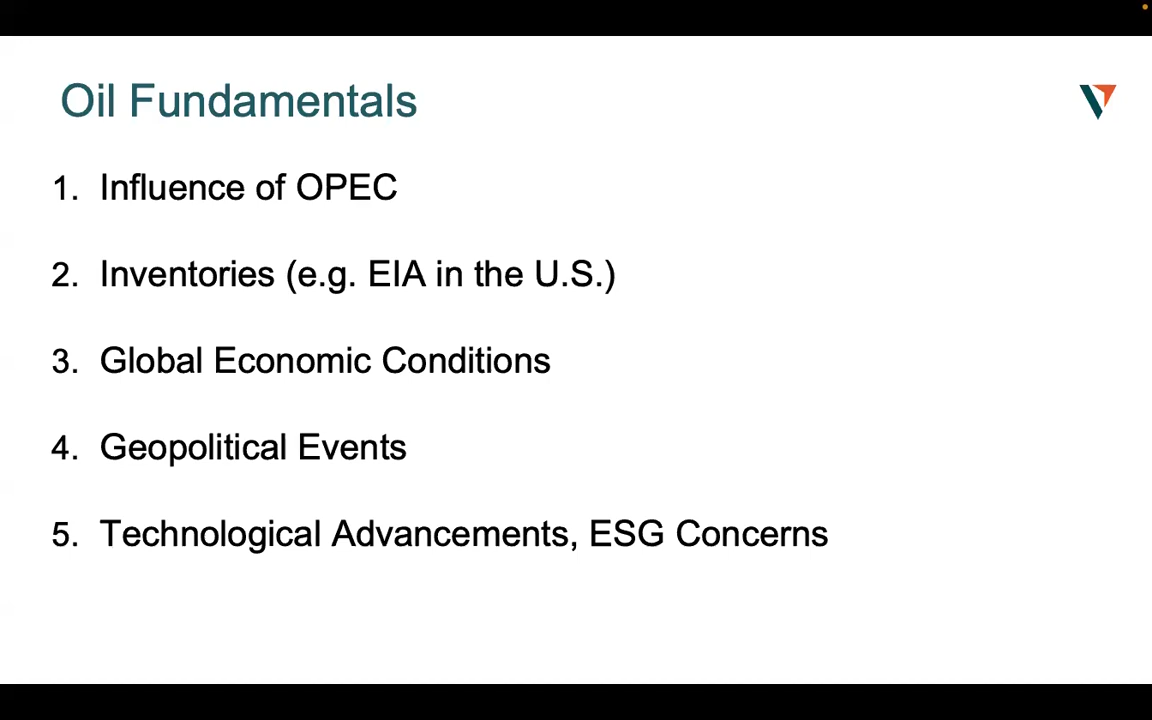 Oil Fundamentals
1. Influence of OPEC
2. Inventories (e.g. EIA in the U.S.)
3. Global Economic Conditions
4. Geopolitical Events
5. Technological Advancements, ESG Concerns